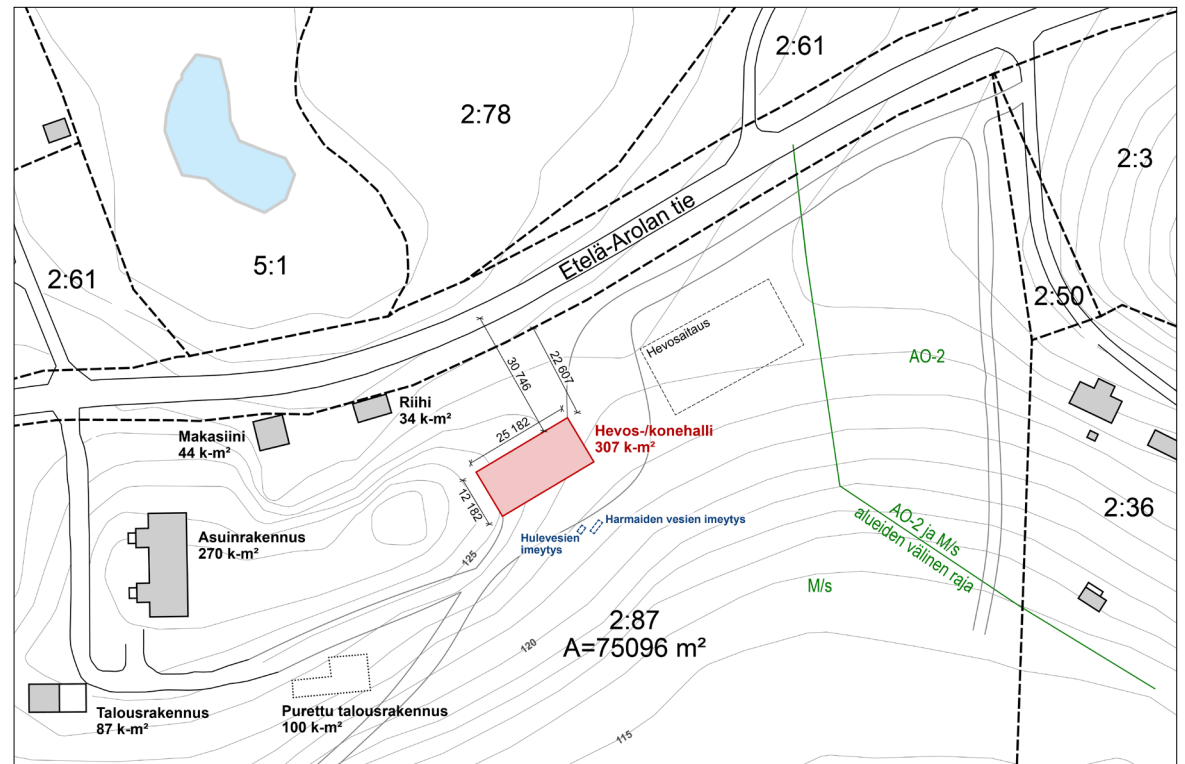 2:61
2:78
2:3
Etelä-Arolan tie
5:1
2:61
2:50
Hevosaitaus
30 746
22 607
AO-2
Riihi
34 k-m²
Makasiini
44 k-m²
25 182
Hevos-/konehalli
307 k-m²
12 182
2:36
Harmaiden vesien imeytys
Hulevesien
imeytys
AO-2 ja M/s
alueiden välinen raja
Asuinrakennus
270 k-m²
125
M/s
2:87
A=75096 m²
120
Talousrakennus
87 k-m²
Purettu talousrakennus
100 k-m²
115